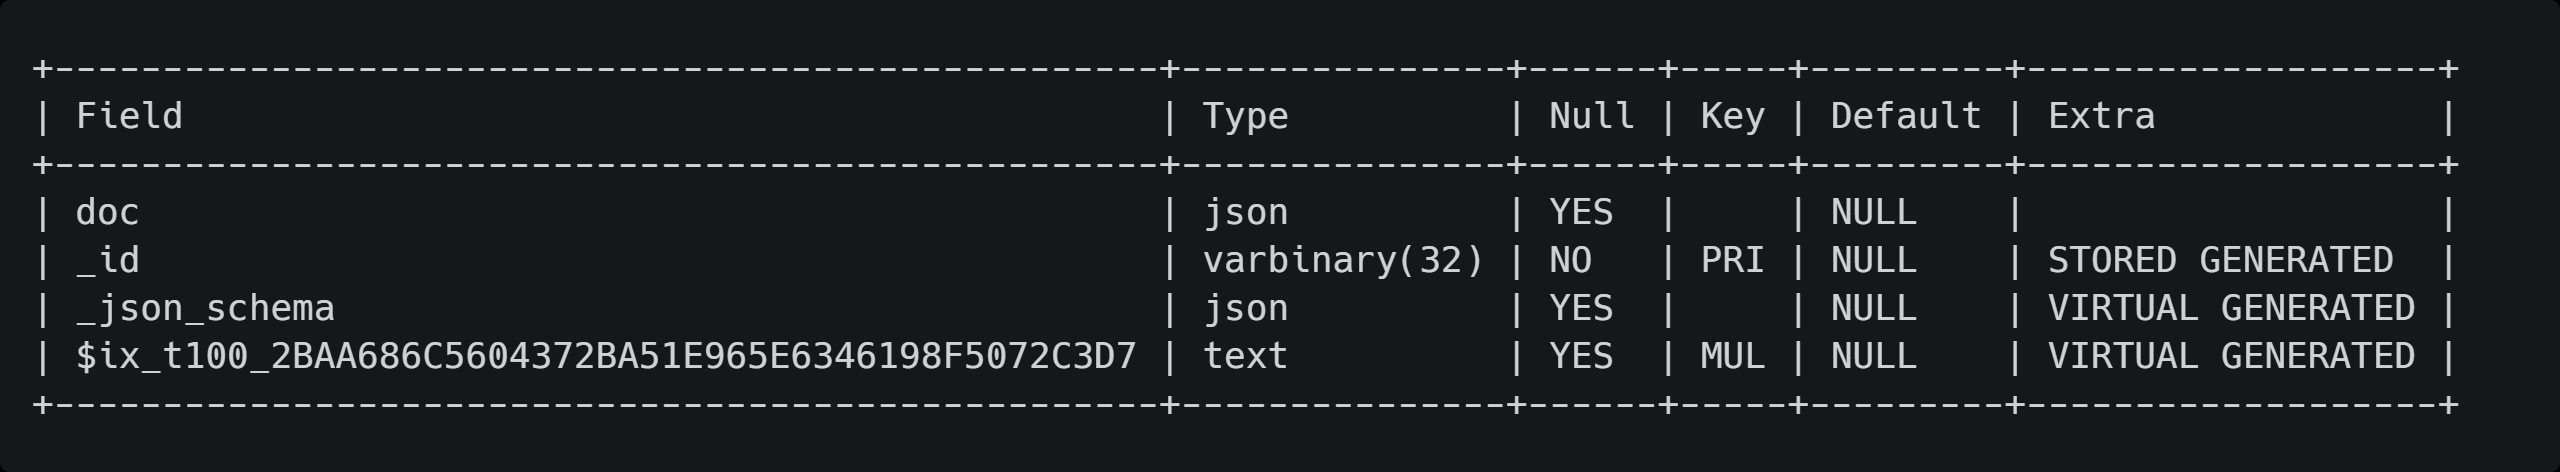 +---------------------------------------------------+---------------+------+-----+---------+-------------------+
| Field                                             | Type          | Null | Key | Default | Extra             |
+---------------------------------------------------+---------------+------+-----+---------+-------------------+
| doc                                               | json          | YES  |     | NULL    |                   |
| _id                                               | varbinary(32) | NO   | PRI | NULL    | STORED GENERATED  |
| _json_schema                                      | json          | YES  |     | NULL    | VIRTUAL GENERATED |
| $ix_t100_2BAA686C5604372BA51E965E6346198F5072C3D7 | text          | YES  | MUL | NULL    | VIRTUAL GENERATED |
+---------------------------------------------------+---------------+------+-----+---------+-------------------+